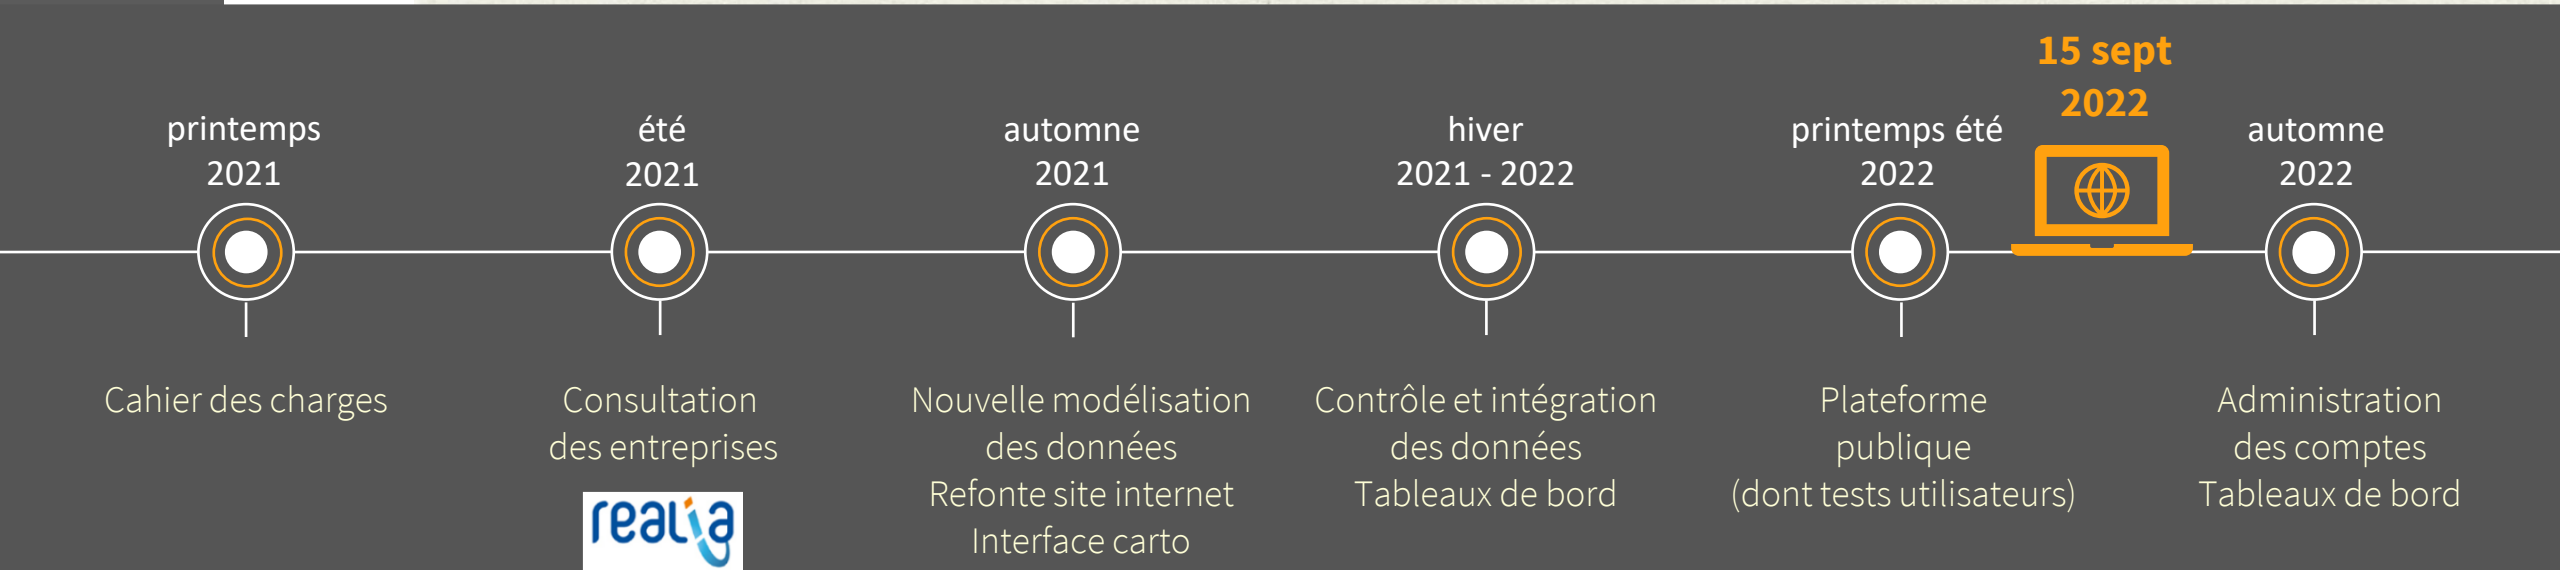 printemps
2021
Cahier des charges
été
2021
Consultation
des entreprises
realia
automne
2021
Nouvelle modélisation
des données
Refonte site internet
Interface carto
hiver
2021 - 2022
Contrôle et intégration
des données
Tableaux de bord
printemps été
2022
Plateforme
publique
(dont tests utilisateurs)
15 sept
2022
automne
2022
Administration
des comptes
Tableaux de bord